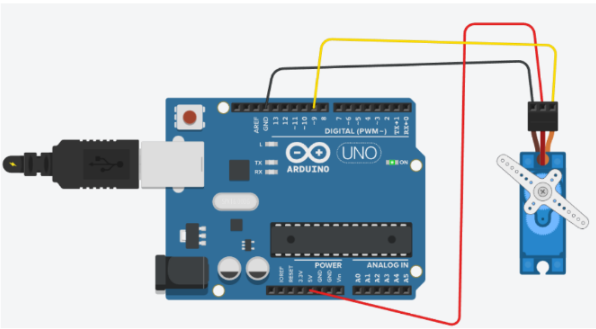 AREF
GND
13
12
~11
~10
~9
8
7
~6
~5
4
~3
2
TX→1
RX←0
DIGITAL (PWM~)
L
TX
RX
ARDUINO
UNO
ON
IOREF
RESET
3.3V
5V
GND
GND
Vin
POWER
A0
A1
A2
A3
A4
A5
ANALOG IN